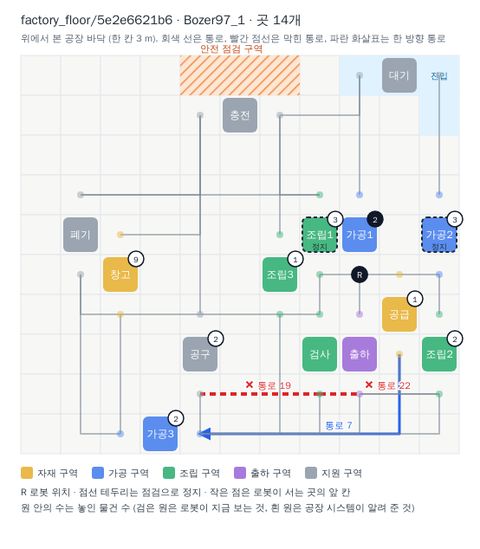 factory_floor/5e2e6621b6 · Bozer97_1 · 곳 14개
위에서 본 공장 바닥 (한 칸 3 m). 회색 선은 통로, 빨간 점선은 막힌 통로, 파란 화살표는 한 방향 통로
안전 점검 구역
대기
진입
충전
폐기
조립1
3
정지
가공1
2
가공2
3
정지
창고
9
조립3
1
R
공급
1
공구
2
검사
출하
조립2
2
✕ 통로 19
✕ 통로 22
가공3
2
통로 7
자재 구역
가공 구역
조립 구역
출하 구역
지원 구역
R 로봇 위치 · 점선 테두리는 점검으로 정지 · 작은 점은 로봇이 서는 곳의 앞 칸
원 안의 수는 놓인 물건 수 (검은 원은 로봇이 지금 보는 것, 흰 원은 공장 시스템이 알려 준 것)